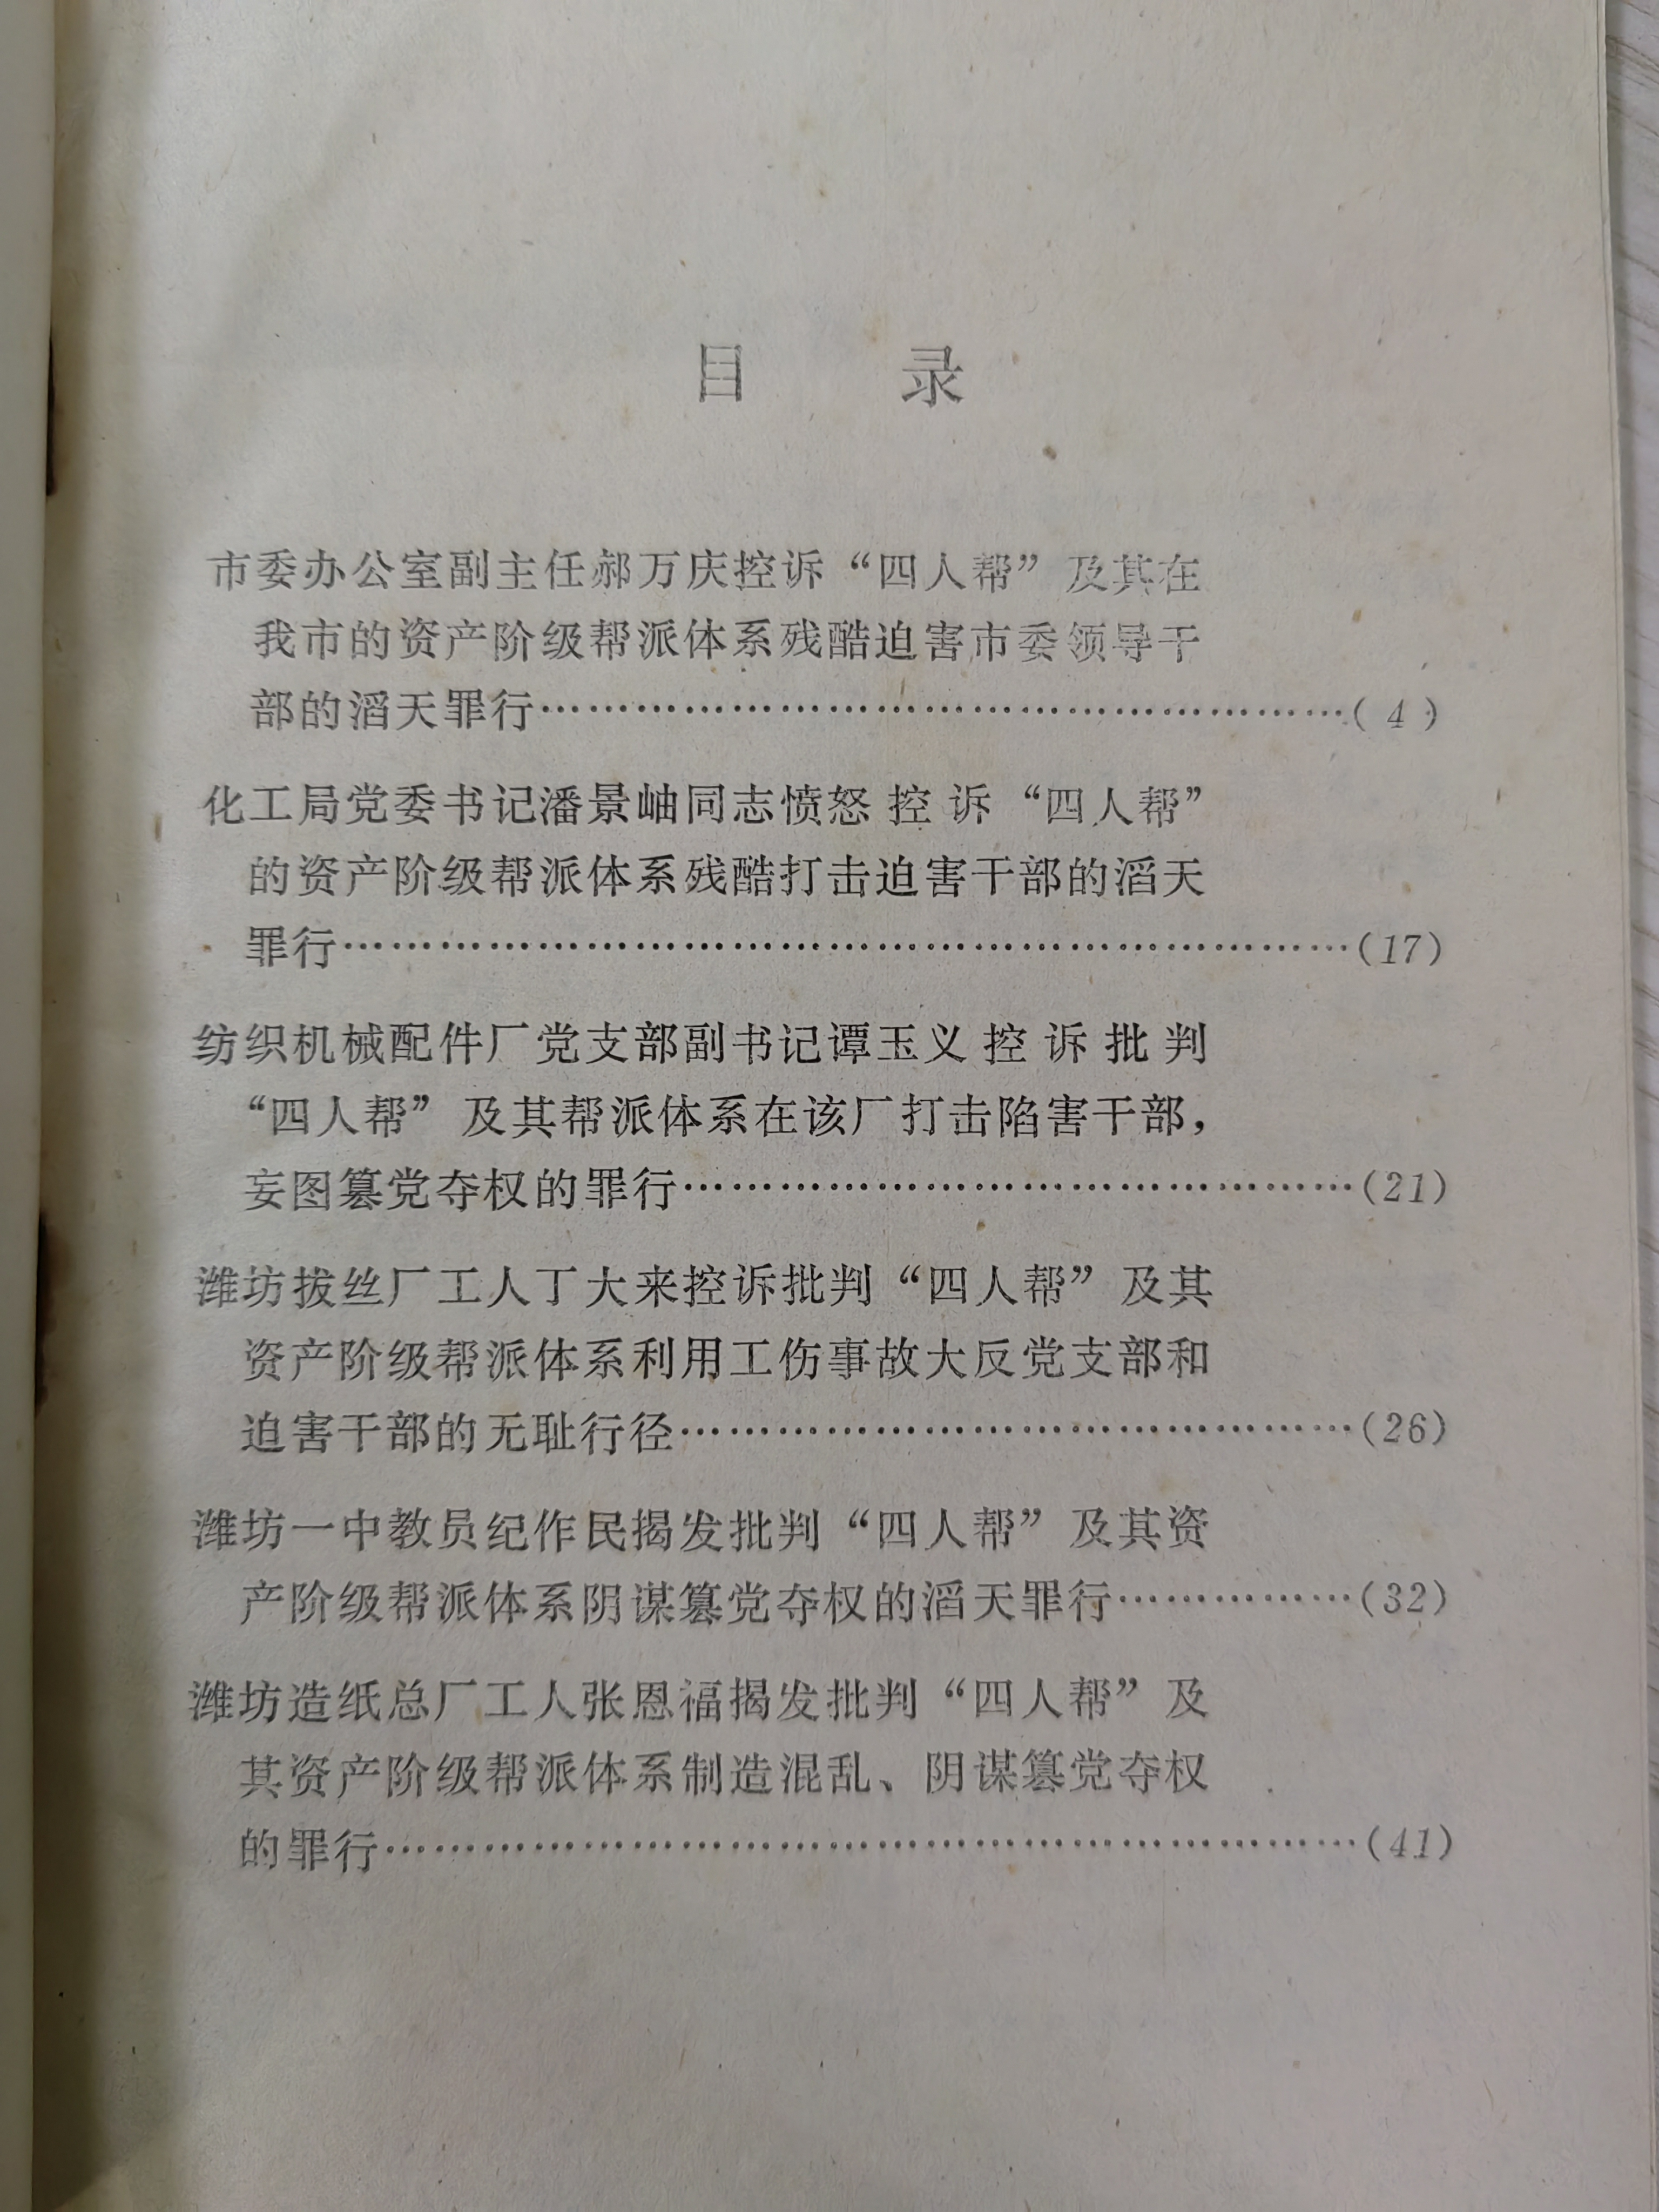 目 录
市委办公室副主任郝万庆控诉“四人帮”及其在
我市的资产阶级帮派体系残酷迫害市委领导干
部的滔天罪行…………………………………………………(4)
化工局党委书记潘景岫同志愤怒控诉“四人帮”
的资产阶级帮派体系残酷打击迫害干部的滔天
罪行………………………………………………………………(17)
纺织机械配件厂党支部副书记谭玉义控诉批判
“四人帮”及其帮派体系在该厂打击陷害干部，
妄图篡党夺权的罪行…………………………………………(21)
潍坊拔丝厂工人丁大来控诉批判“四人帮”及其
资产阶级帮派体系利用工伤事故大反党支部和
迫害干部的无耻行径…………………………………………(26)
潍坊一中教员纪作民揭发批判“四人帮”及其资
产阶级帮派体系阴谋篡党夺权的滔天罪行……………(32)
潍坊造纸总厂工人张恩福揭发批判“四人帮”及
其资产阶级帮派体系制造混乱、阴谋篡党夺权
的罪行……………………………………………………………(41)